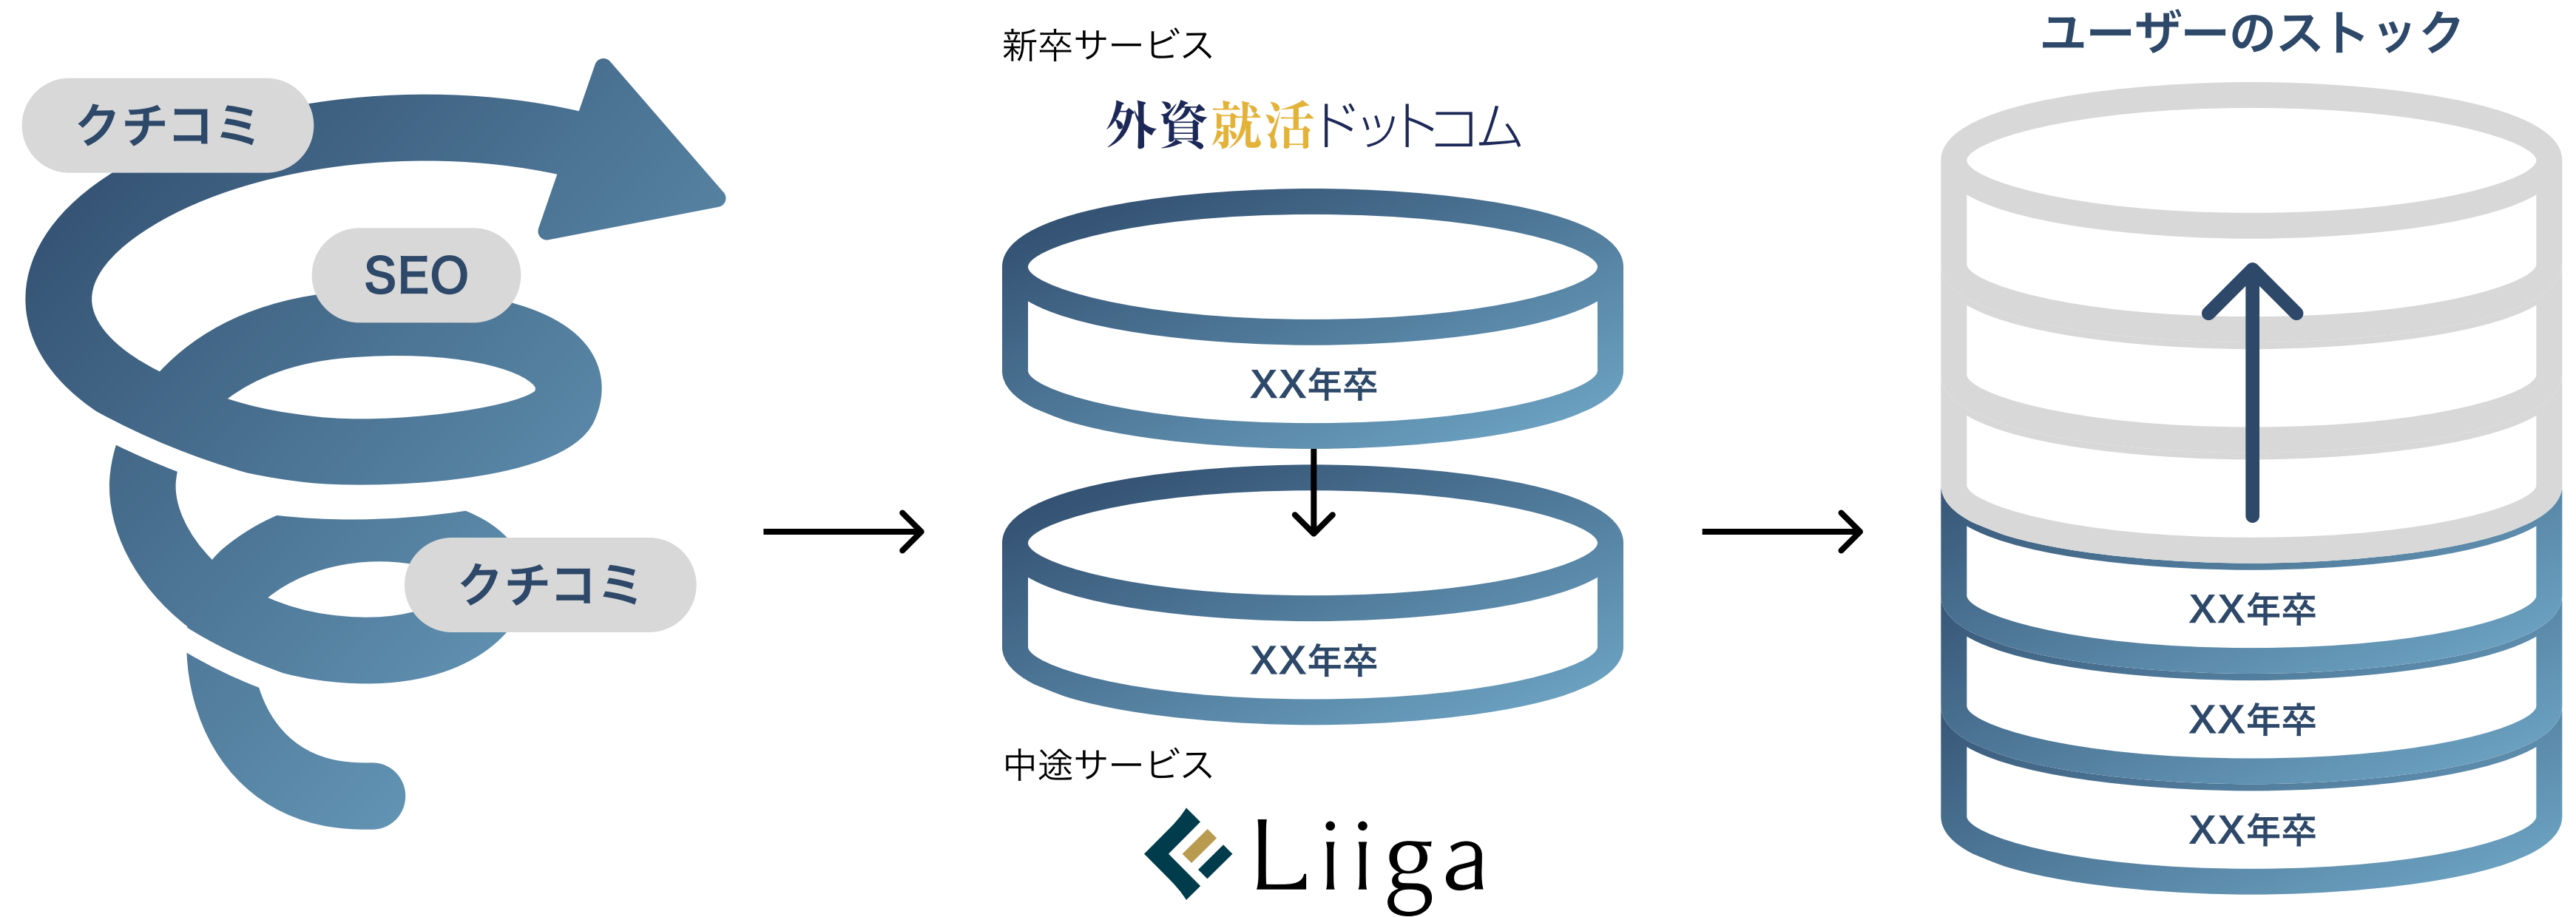 クチコミ
SEO
クチコミ
新卒サービス
外資就活ドットコム
XX年卒
XX年卒
中途サービス
Liiga
ユーザーのストック
XX年卒
XX年卒
XX年卒